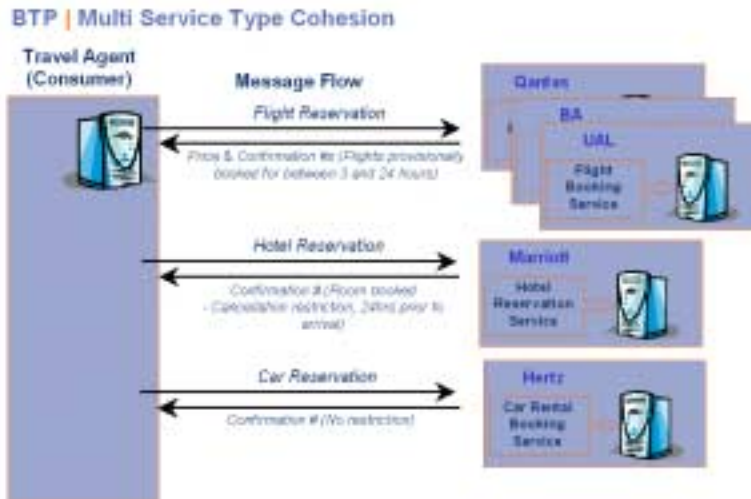 BTP | Multi Service Type Cohesion
Travel Agent
(Consumer)
Message Flow
Flight Reservation
Price & Confirmation #s (Flights provisionally
booked for between 3 and 24 hours)
Qantas
BA
UAL
Flight
Booking
Service
Hotel Reservation
Confirmation # (Room booked
- Cancellation restriction, 24hrs prior to
arrival)
Marriott
Hotel
Reservation
Service
Car Reservation
Confirmation # (No restriction)
Hertz
Car Rental
Booking
Service